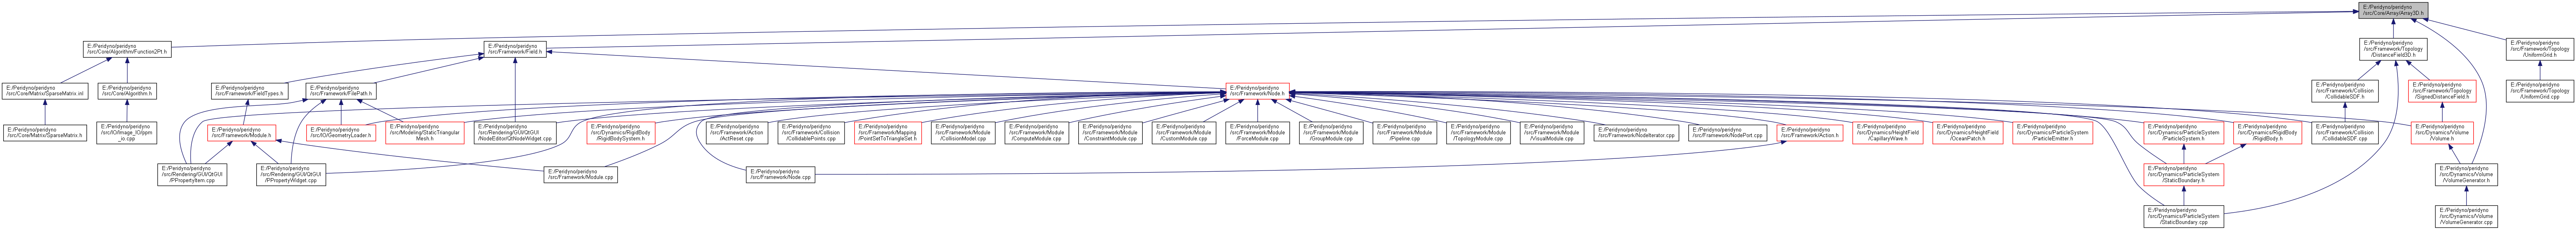 E:/Peridyno/peridyno
/src/Core/Array/Array3D.h
E:/Peridyno/peridyno
/src/Core/Algorithm/Function2Pt.h
E:/Peridyno/peridyno
/src/Framework/Field.h
E:/Peridyno/peridyno
/src/Framework/Topology
/DistanceField3D.h
E:/Peridyno/peridyno
/src/Framework/Topology
/UniformGrid.h
E:/Peridyno/peridyno
/src/Core/Matrix/SparseMatrix.inl
E:/Peridyno/peridyno
/src/Core/Algorithm.h
E:/Peridyno/peridyno
/src/Framework/FieldTypes.h
E:/Peridyno/peridyno
/src/Framework/FilePath.h
E:/Peridyno/peridyno
/src/Framework/Node.h
E:/Peridyno/peridyno
/src/Framework/Collision
/CollidableSDF.h
E:/Peridyno/peridyno
/src/Framework/Topology
/SignedDistanceField.h
E:/Peridyno/peridyno
/src/Framework/Topology
/UniformGrid.cpp
E:/Peridyno/peridyno
/src/Core/Matrix/SparseMatrix.h
E:/Peridyno/peridyno
/src/IO/Image_IO/ppm
_io.cpp
E:/Peridyno/peridyno
/src/Framework/Module.h
E:/Peridyno/peridyno
/src/IO/GeometryLoader.h
E:/Peridyno/peridyno
/src/Modeling/StaticTriangular
Mesh.h
E:/Peridyno/peridyno
/src/Rendering/GUI/QtGUI
/NodeEditor/QtNodeWidget.cpp
E:/Peridyno/peridyno
/src/Dynamics/RigidBody
/RigidBodySystem.h
E:/Peridyno/peridyno
/src/Framework/Action
/ActReset.cpp
E:/Peridyno/peridyno
/src/Framework/Collision
/CollidablePoints.cpp
E:/Peridyno/peridyno
/src/Framework/Mapping
/PointSetToTriangleSet.h
E:/Peridyno/peridyno
/src/Framework/Module
/CollisionModel.cpp
E:/Peridyno/peridyno
/src/Framework/Module
/ComputeModule.cpp
E:/Peridyno/peridyno
/src/Framework/Module
/ConstraintModule.cpp
E:/Peridyno/peridyno
/src/Framework/Module
/CustomModule.cpp
E:/Peridyno/peridyno
/src/Framework/Module
/ForceModule.cpp
E:/Peridyno/peridyno
/src/Framework/Module
/GroupModule.cpp
E:/Peridyno/peridyno
/src/Framework/Module
/Pipeline.cpp
E:/Peridyno/peridyno
/src/Framework/Module
/TopologyModule.cpp
E:/Peridyno/peridyno
/src/Framework/Module
/VisualModule.cpp
E:/Peridyno/peridyno
/src/Framework/NodeIterator.cpp
E:/Peridyno/peridyno
/src/Framework/NodePort.cpp
E:/Peridyno/peridyno
/src/Framework/Action.h
E:/Peridyno/peridyno
/src/Dynamics/HeightField
/CapillaryWave.h
E:/Peridyno/peridyno
/src/Dynamics/HeightField
/OceanPatch.h
E:/Peridyno/peridyno
/src/Dynamics/ParticleSystem
/ParticleEmitter.h
E:/Peridyno/peridyno
/src/Dynamics/ParticleSystem
/ParticleSystem.h
E:/Peridyno/peridyno
/src/Dynamics/RigidBody
/RigidBody.h
E:/Peridyno/peridyno
/src/Framework/Collision
/CollidableSDF.cpp
E:/Peridyno/peridyno
/src/Dynamics/Volume
/Volume.h
E:/Peridyno/peridyno
/src/Rendering/GUI/QtGUI
/PPropertyItem.cpp
E:/Peridyno/peridyno
/src/Rendering/GUI/QtGUI
/PPropertyWidget.cpp
E:/Peridyno/peridyno
/src/Framework/Module.cpp
E:/Peridyno/peridyno
/src/Framework/Node.cpp
E:/Peridyno/peridyno
/src/Dynamics/ParticleSystem
/StaticBoundary.h
E:/Peridyno/peridyno
/src/Dynamics/Volume
/VolumeGenerator.h
E:/Peridyno/peridyno
/src/Dynamics/ParticleSystem
/StaticBoundary.cpp
E:/Peridyno/peridyno
/src/Dynamics/Volume
/VolumeGenerator.cpp